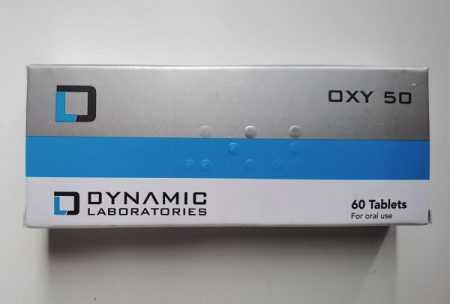 OXY 50
DYNAMIC
LABORATORIES
60 Tablets
For oral use